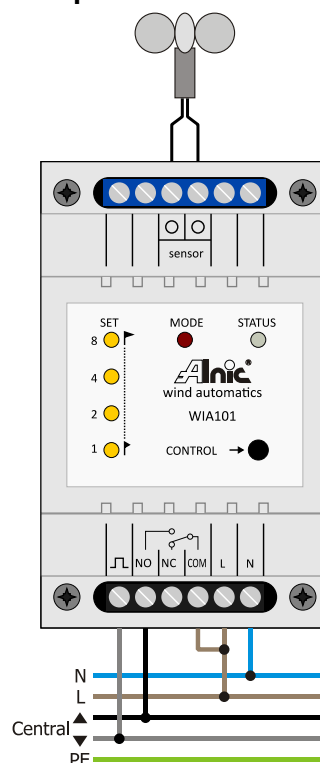 sensor
SET MODE STATUS
8
4
2
1
Alnic®
wind automatics
WIA101
CONTROL
NO NC COM L N
N
L
Central
PE